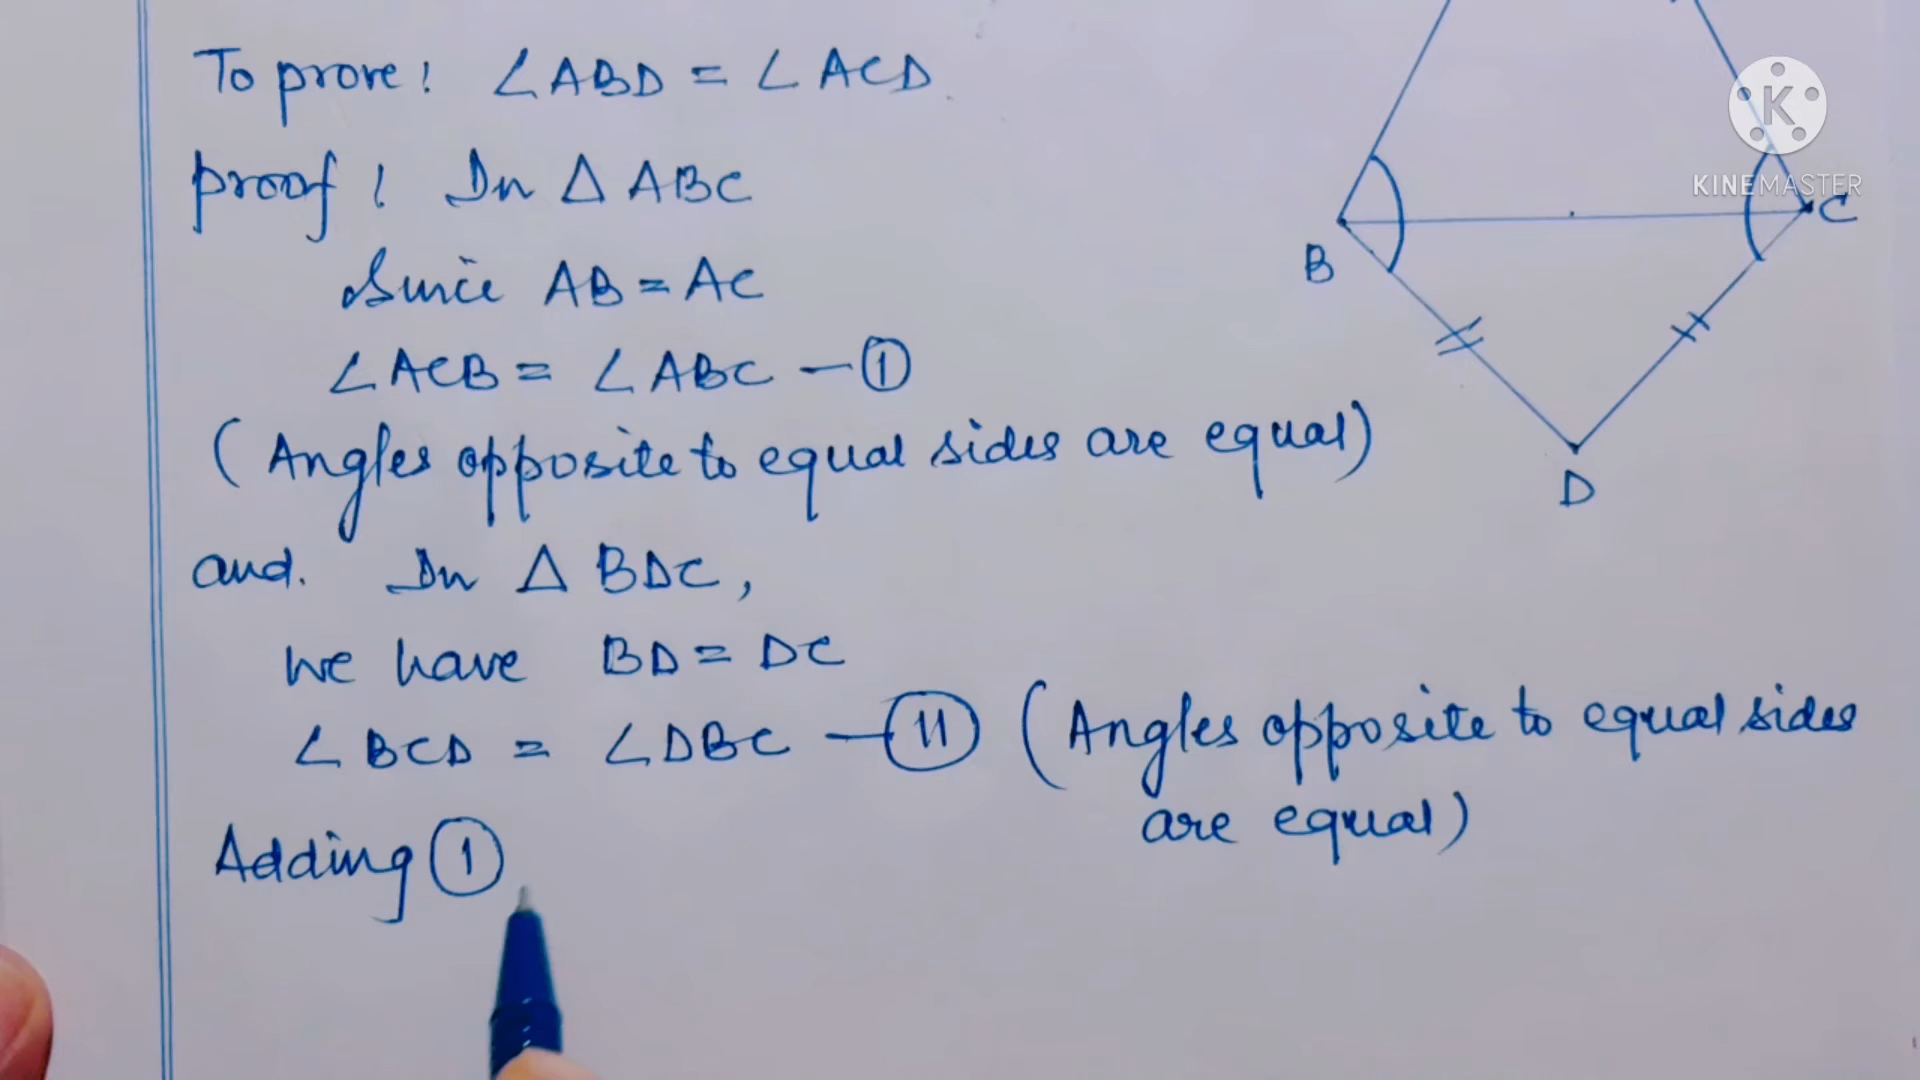 To prove: ∠ABD = ∠ACD
proof: In △ ABC
Since AB = AC
∠ACB = ∠ABC — ①
(Angles opposite to equal sides are equal)
and. In △ BDC,
We have BD = DC
∠BCD = ∠DBC — (11) (Angles opposite to equal sides
are equal)
Adding ①
K
KINEMASTER
C
B
D